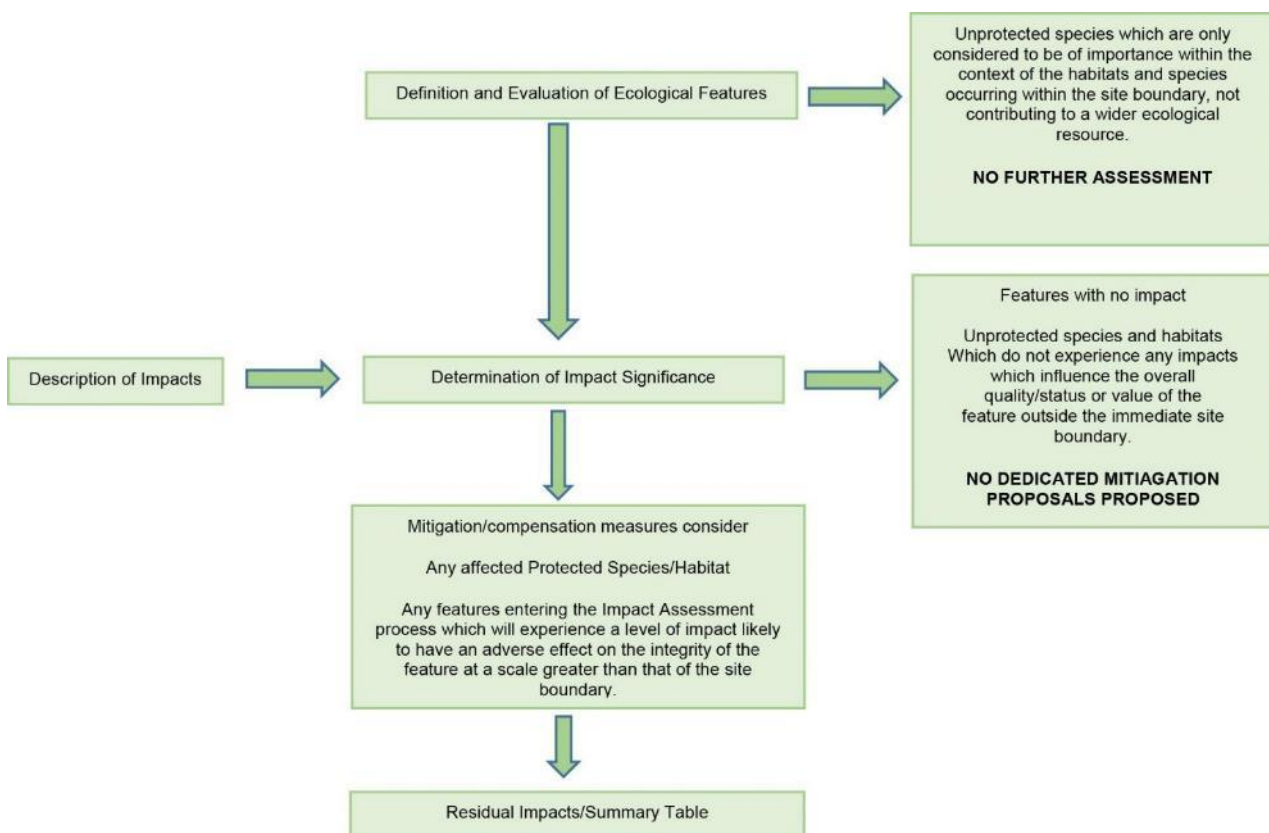 Definition and Evaluation of Ecological Features
Unprotected species which are only
considered to be of importance within the
context of the habitats and species
occurring within the site boundary, not
contributing to a wider ecological
resource.
NO FURTHER ASSESSMENT
Description of Impacts
Determination of Impact Significance
Features with no impact
Unprotected species and habitats
Which do not experience any impacts
which influence the overall
quality/status or value of the
feature outside the immediate site
boundary.
NO DEDICATED MITIAGATION
PROPOSALS PROPOSED
Mitigation/compensation measures consider
Any affected Protected Species/Habitat
Any features entering the Impact Assessment
process which will experience a level of impact likely
to have an adverse effect on the integrity of the
feature at a scale greater than that of the site
boundary.
Residual Impacts/Summary Table